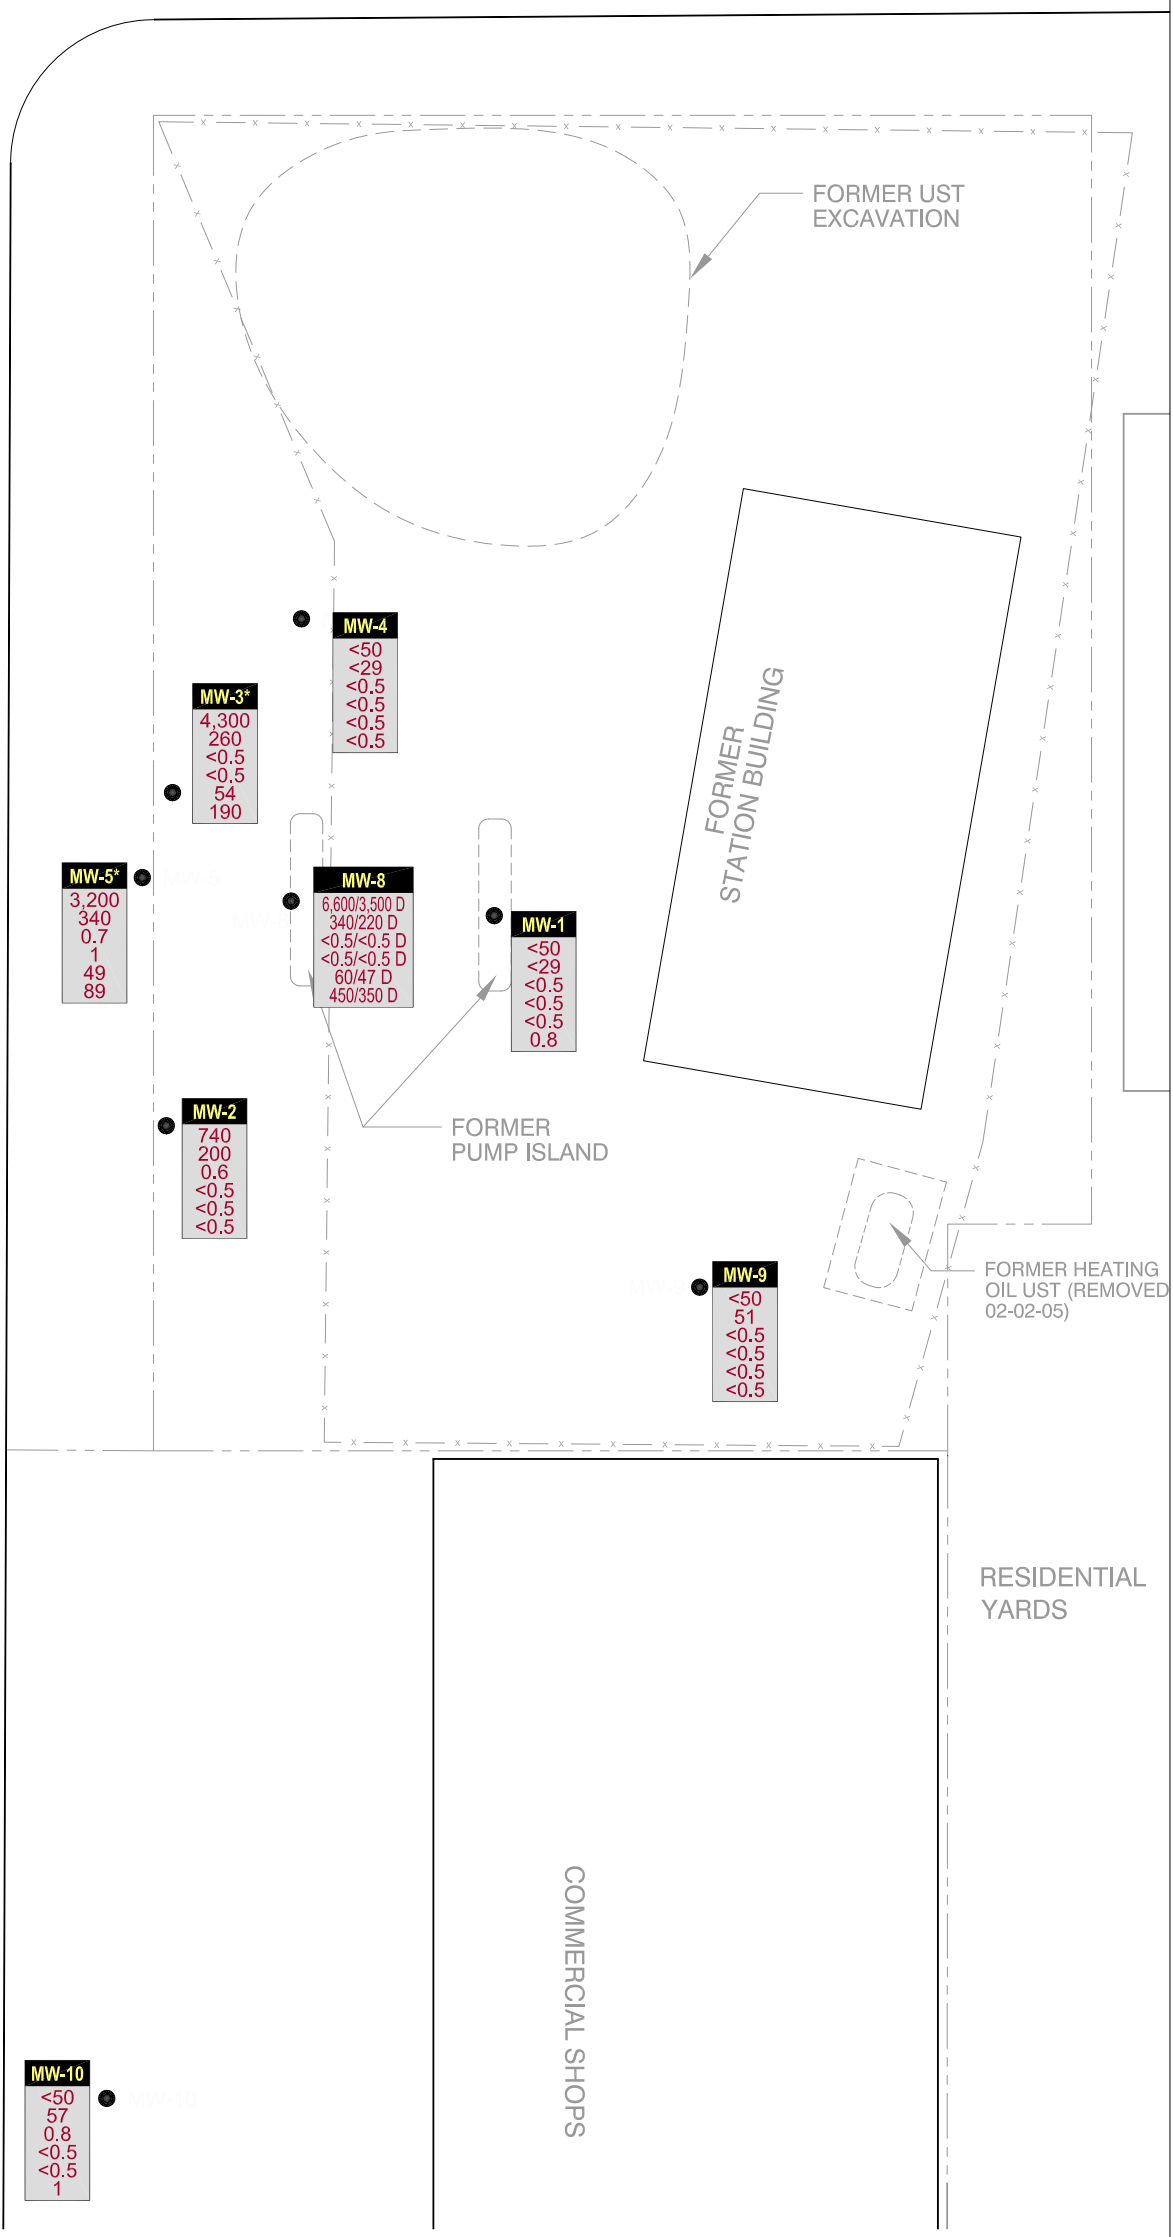 FORMER UST
EXCAVATION
MW-4
<50
<29
<0.5
<0.5
<0.5
<0.5
MW-3*
4,300
260
<0.5
<0.5
54
190
FORMER
STATION BUILDING
MW-5*
3,200
340
0.7
1
49
89
MW-8
6,600/3,500 D
340/220 D
<0.5/<0.5 D
<0.5/<0.5 D
60/47 D
450/350 D
MW-1
<50
<29
<0.5
<0.5
<0.5
0.8
MW-2
740
200
0.6
<0.5
<0.5
<0.5
FORMER
PUMP ISLAND
MW-9
<50
51
<0.5
<0.5
<0.5
<0.5
FORMER HEATING
OIL UST (REMOVED
02-02-05)
RESIDENTIAL
YARDS
COMMERCIAL SHOPS
MW-10
<50
57
0.8
<0.5
<0.5
1